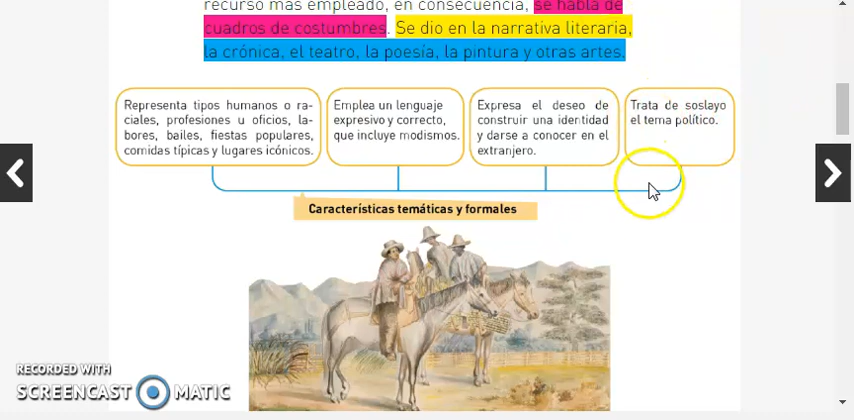 recurso más empleado, en consecuencia, se habla de
cuadros de costumbres. Se dio en la narrativa literaria,
la crónica, el teatro, la poesía, la pintura y otras artes.
Representa tipos humanos o ra-
ciales, profesiones u oficios, la-
bores, bailes, fiestas populares,
comidas típicas y lugares icónicos.
Emplea un lenguaje
expresivo y correcto,
que incluye modismos.
Expresa el deseo de
construir una identidad
y darse a conocer en el
extranjero.
Trata de soslayo
el tema político.
Características temáticas y formales
RECORDED WITH
SCREENCAST MATIC